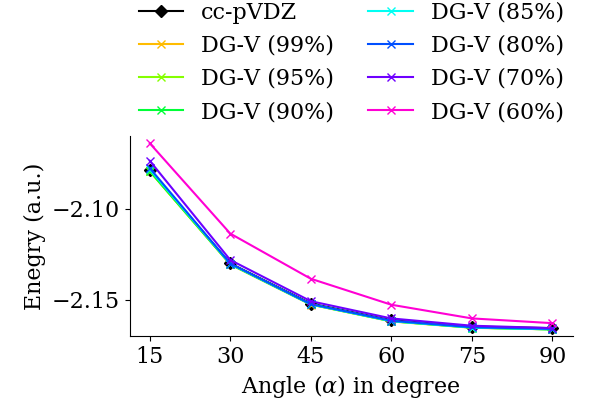 cc-pVDZ
DG-V (99%)
DG-V (95%)
DG-V (90%)
DG-V (85%)
DG-V (80%)
DG-V (70%)
DG-V (60%)
Enegry (a.u.)
−2.10
−2.15
15 30 45 60 75 90
Angle (α) in degree